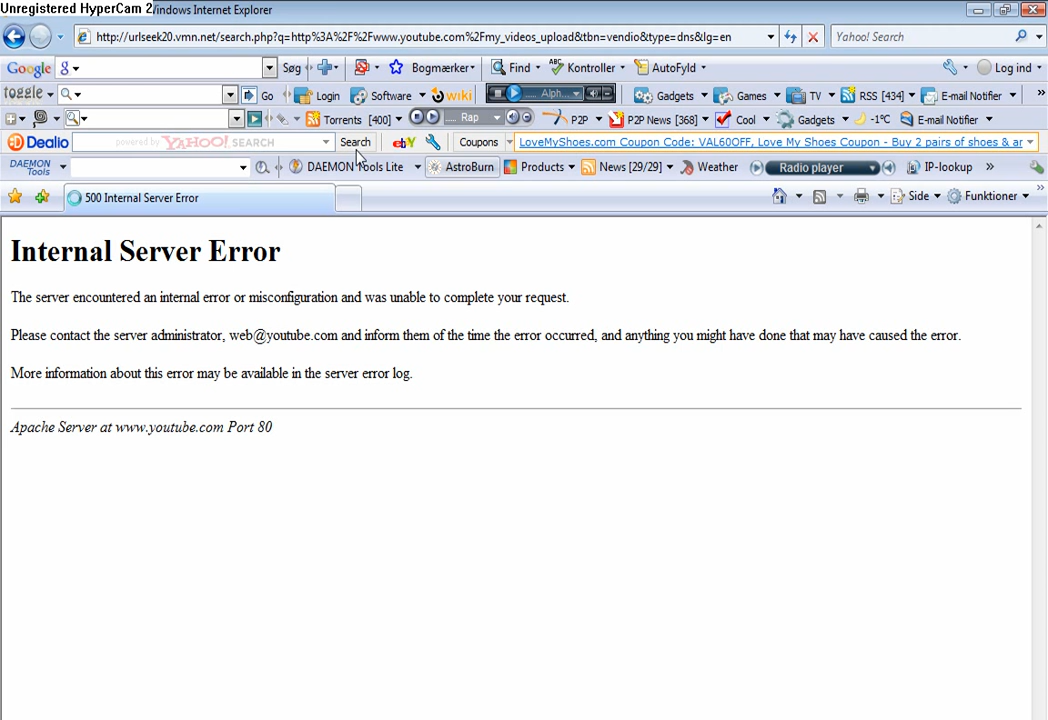 Unregistered HyperCam 2/indows Internet Explorer
http://urlseek20.vmn.net/search.php?q=http%3A%2F%2Fwww.youtube.com%2Fmy_videos_upload&tbn=vendio&type=dns&lg=en Yahoo! Search
Google g Søg Bogmærker Find ABC Kontroller AutoFyld Log ind
toggle Go Login Software wiki .... Alph... Gadgets Games TV RSS [434] E-mail Notifier »
Torrents [400] .... Rap P2P P2P News [368] Cool Gadgets -1°C E-mail Notifier
Dealio powered by YAHOO! SEARCH Search ebY Coupons LoveMyShoes.com Coupon Code: VAL60OFF, Love My Shoes Coupon - Buy 2 pairs of shoes & ar
DAEMON Tools DAEMON Tools Lite AstroBurn Products News [29/29] Weather Radio player IP-lookup »
500 Internal Server Error Side Funktioner »
Internal Server Error
The server encountered an internal error or misconfiguration and was unable to complete your request.
Please contact the server administrator, web@youtube.com and inform them of the time the error occurred, and anything you might have done that may have caused the error.
More information about this error may be available in the server error log.
Apache Server at www.youtube.com Port 80